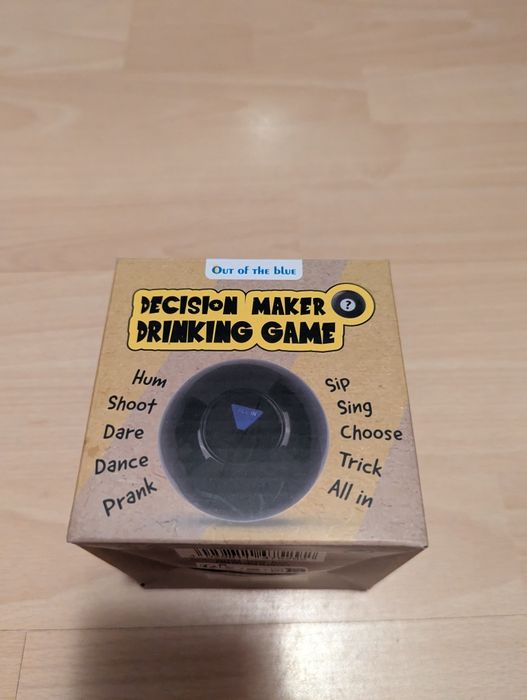 Out of the blue
DECISION MAKER ?
DRINKING GAME
Hum
Shoot
Dare
Dance
Prank
Sip
Sing
Choose
Trick
All in